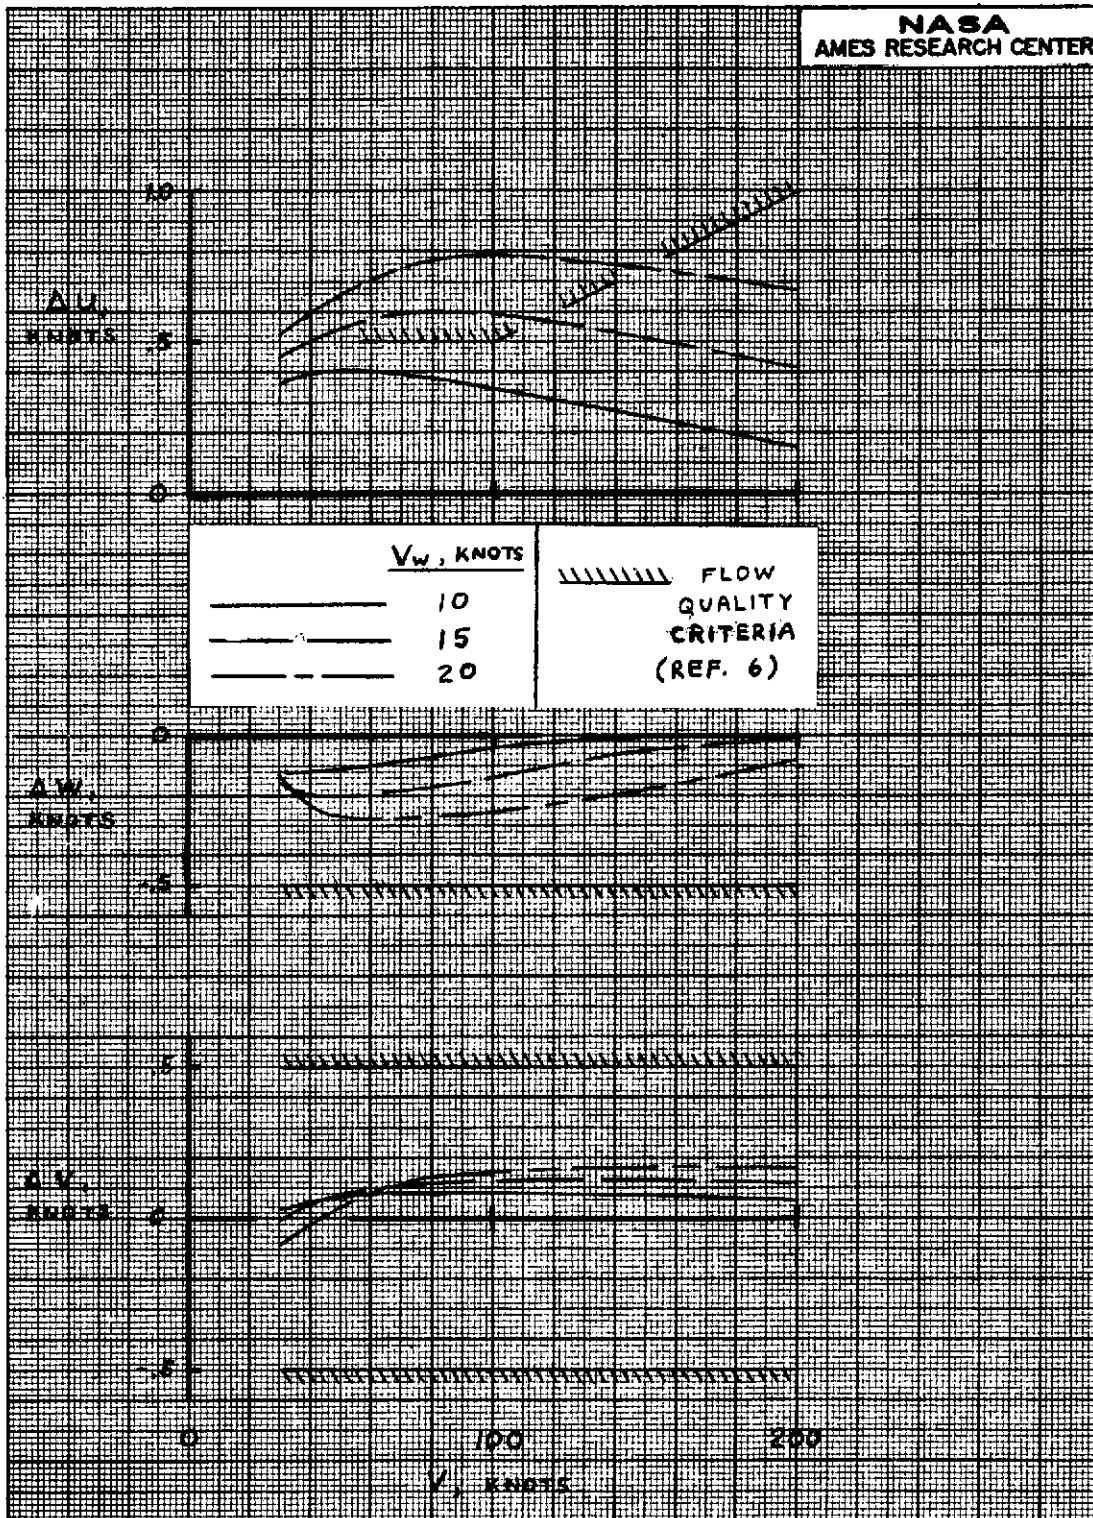 NASA
AMES RESEARCH CENTER
1.0
ΔU,
KNOTS
.5
0
Vw, KNOTS
10
15
20
FLOW
QUALITY
CRITERIA
(REF. 6)
0
ΔW,
KNOTS
-.5
.5
ΔV,
KNOTS
0
-.5
0 100 200
V, KNOTS